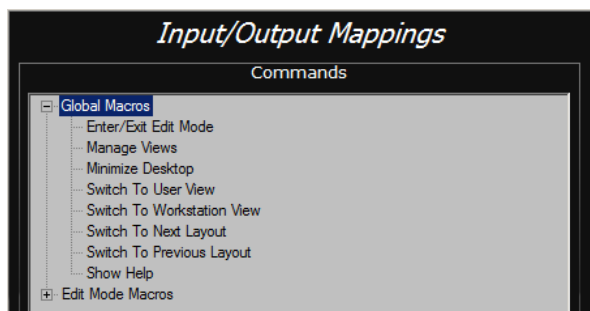 Input/Output Mappings
Commands
Global Macros
Enter/Exit Edit Mode
Manage Views
Minimize Desktop
Switch To User View
Switch To Workstation View
Switch To Next Layout
Switch To Previous Layout
Show Help
Edit Mode Macros